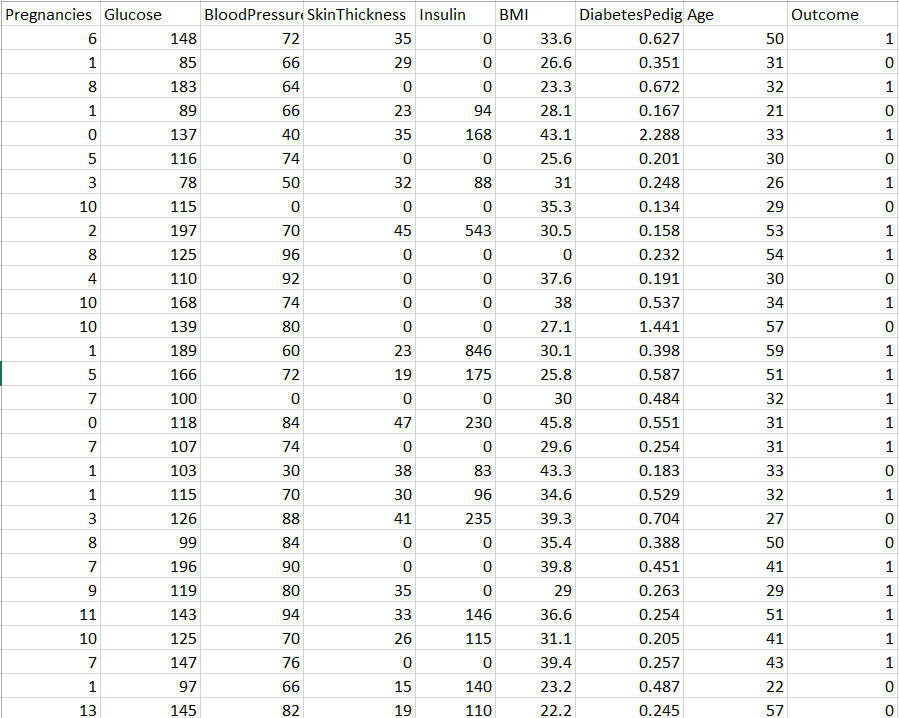 Pregnancies Glucose BloodPressure SkinThickness Insulin BMI DiabetesPedig Age Outcome
6 148 72 35 0 33.6 0.627 50 1
1 85 66 29 0 26.6 0.351 31 0
8 183 64 0 0 23.3 0.672 32 1
1 89 66 23 94 28.1 0.167 21 0
0 137 40 35 168 43.1 2.288 33 1
5 116 74 0 0 25.6 0.201 30 0
3 78 50 32 88 31 0.248 26 1
10 115 0 0 0 35.3 0.134 29 0
2 197 70 45 543 30.5 0.158 53 1
8 125 96 0 0 0 0.232 54 1
4 110 92 0 0 37.6 0.191 30 0
10 168 74 0 0 38 0.537 34 1
10 139 80 0 0 27.1 1.441 57 0
1 189 60 23 846 30.1 0.398 59 1
5 166 72 19 175 25.8 0.587 51 1
7 100 0 0 0 30 0.484 32 1
0 118 84 47 230 45.8 0.551 31 1
7 107 74 0 0 29.6 0.254 31 1
1 103 30 38 83 43.3 0.183 33 0
1 115 70 30 96 34.6 0.529 32 1
3 126 88 41 235 39.3 0.704 27 0
8 99 84 0 0 35.4 0.388 50 0
7 196 90 0 0 39.8 0.451 41 1
9 119 80 35 0 29 0.263 29 1
11 143 94 33 146 36.6 0.254 51 1
10 125 70 26 115 31.1 0.205 41 1
7 147 76 0 0 39.4 0.257 43 1
1 97 66 15 140 23.2 0.487 22 0
13 145 82 19 110 22.2 0.245 57 0